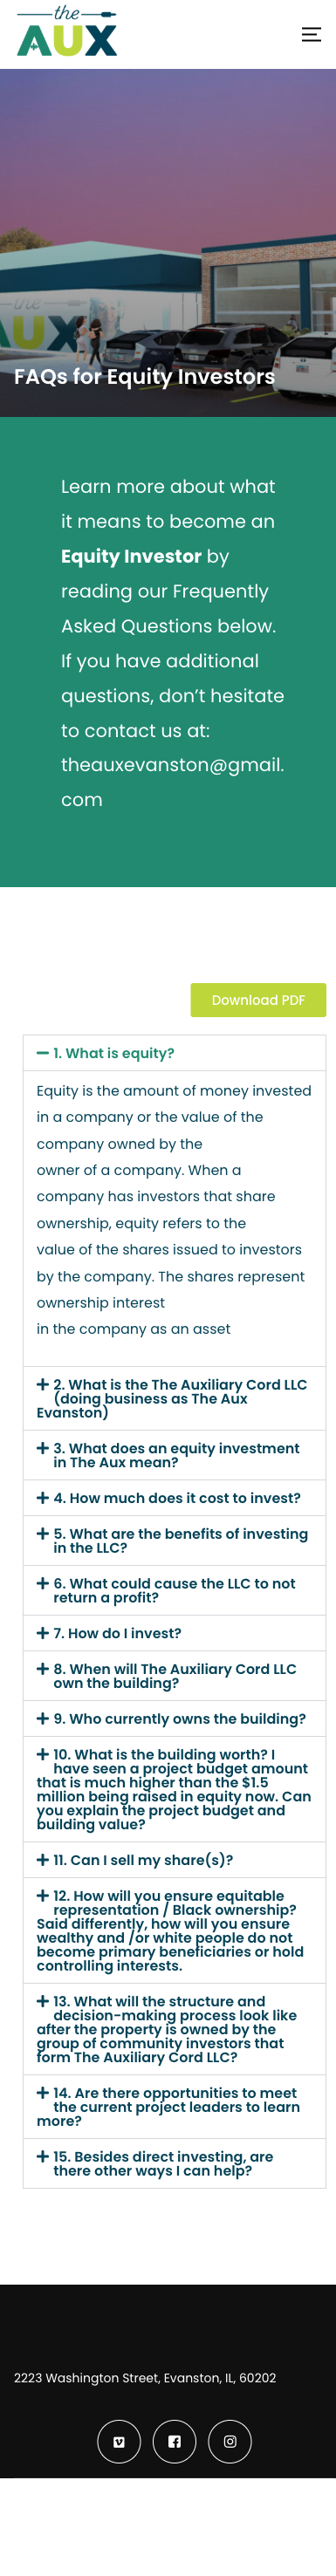 the
AUX
the
AUX
FAQs for Equity Investors
Learn more about what
it means to become an
Equity Investor by
reading our Frequently
Asked Questions below.
If you have additional
questions, don’t hesitate
to contact us at:
theauxevanston@gmail.
com
Download PDF
1. What is equity?
Equity is the amount of money invested
in a company or the value of the
company owned by the
owner of a company. When a
company has investors that share
ownership, equity refers to the
value of the shares issued to investors
by the company. The shares represent
ownership interest
in the company as an asset
2. What is the The Auxiliary Cord LLC
(doing business as The Aux
Evanston)
3. What does an equity investment
in The Aux mean?
4. How much does it cost to invest?
5. What are the benefits of investing
in the LLC?
6. What could cause the LLC to not
return a profit?
7. How do I invest?
8. When will The Auxiliary Cord LLC
own the building?
9. Who currently owns the building?
10. What is the building worth? I
have seen a project budget amount
that is much higher than the $1.5
million being raised in equity now. Can
you explain the project budget and
building value?
11. Can I sell my share(s)?
12. How will you ensure equitable
representation / Black ownership?
Said differently, how will you ensure
wealthy and /or white people do not
become primary beneficiaries or hold
controlling interests.
13. What will the structure and
decision-making process look like
after the property is owned by the
group of community investors that
form The Auxiliary Cord LLC?
14. Are there opportunities to meet
the current project leaders to learn
more?
15. Besides direct investing, are
there other ways I can help?
2223 Washington Street, Evanston, IL, 60202